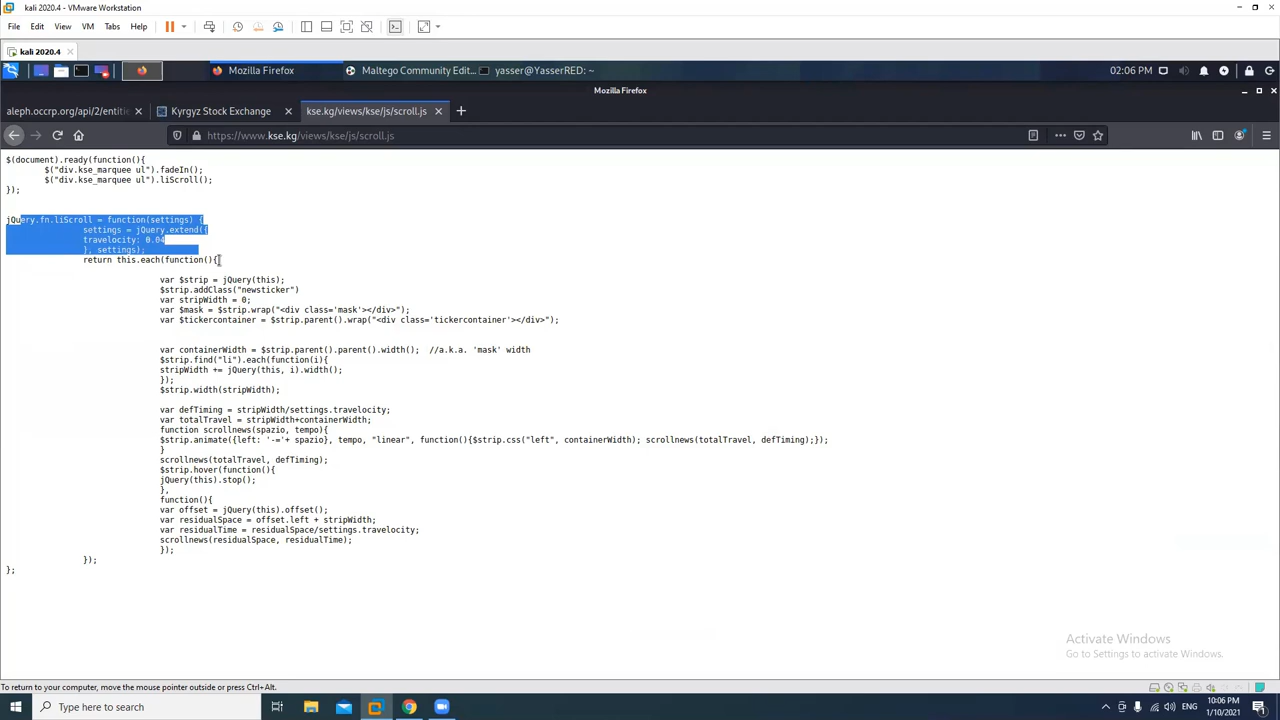 kali 2020.4 - VMware Workstation
File Edit View VM Tabs Help
kali 2020.4
Mozilla Firefox Maltego Community Edit... yasser@YasserRED: ~ 02:06 PM
Mozilla Firefox
aleph.occrp.org/api/2/entitie Kyrgyz Stock Exchange kse.kg/views/kse/js/scroll.js
https://www.kse.kg/views/kse/js/scroll.js
$(document).ready(function(){
$("div.kse_marquee ul").fadeIn();
$("div.kse_marquee ul").liScroll();
});
jQuery.fn.liScroll = function(settings) {
settings = jQuery.extend({
travelocity: 0.04
}, settings);
return this.each(function(){
var $strip = jQuery(this);
$strip.addClass("newsticker")
var stripWidth = 0;
var $mask = $strip.wrap("<div class='mask'></div>");
var $tickercontainer = $strip.parent().wrap("<div class='tickercontainer'></div>");
var containerWidth = $strip.parent().parent().width(); //a.k.a. 'mask' width
$strip.find("li").each(function(i){
stripWidth += jQuery(this, i).width();
});
$strip.width(stripWidth);
var defTiming = stripWidth/settings.travelocity;
var totalTravel = stripWidth+containerWidth;
function scrollnews(spazio, tempo){
$strip.animate({left: '-='+ spazio}, tempo, "linear", function(){$strip.css("left", containerWidth); scrollnews(totalTravel, defTiming);});
}
scrollnews(totalTravel, defTiming);
$strip.hover(function(){
jQuery(this).stop();
},
function(){
var offset = jQuery(this).offset();
var residualSpace = offset.left + stripWidth;
var residualTime = residualSpace/settings.travelocity;
scrollnews(residualSpace, residualTime);
});
});
};
Activate Windows
Go to Settings to activate Windows.
To return to your computer, move the mouse pointer outside or press Ctrl+Alt.
Type here to search
ENG
10:06 PM
1/10/2021